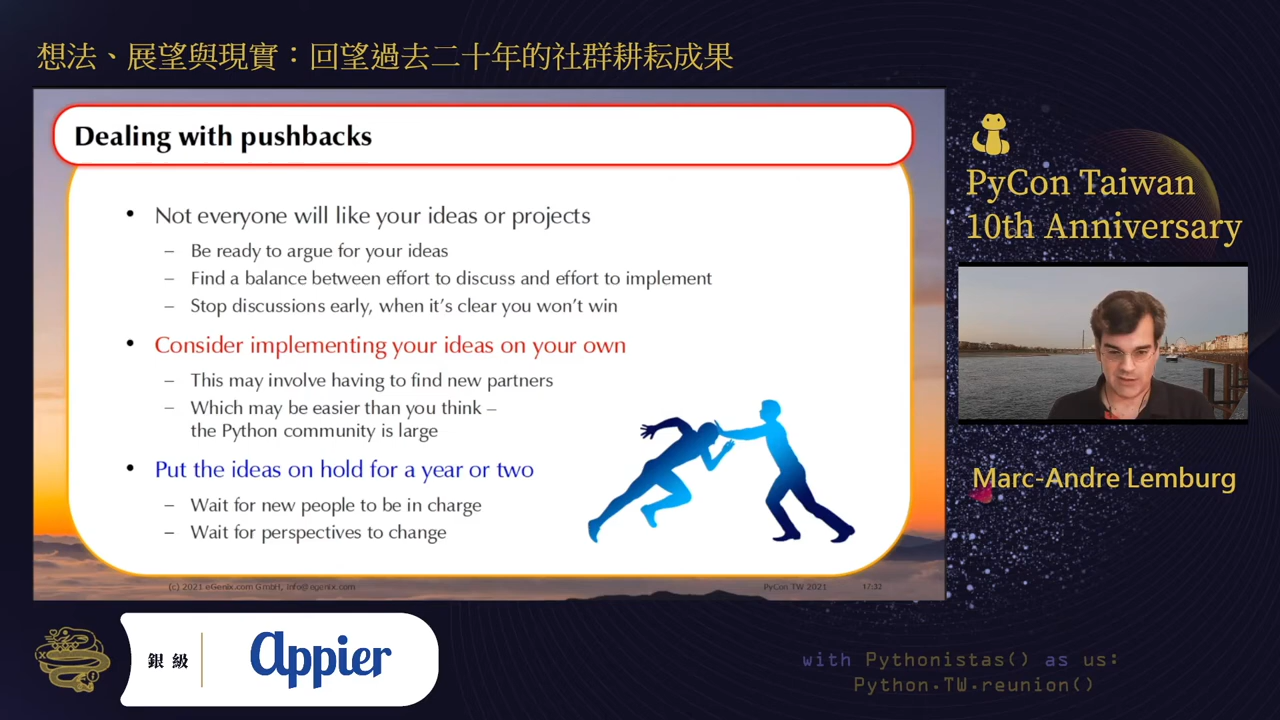 想法、展望與現實：回望過去二十年的社群耕耘成果
Dealing with pushbacks
• Not everyone will like your ideas or projects
– Be ready to argue for your ideas
– Find a balance between effort to discuss and effort to implement
– Stop discussions early, when it's clear you won't win
• Consider implementing your ideas on your own
– This may involve having to find new partners
– Which may be easier than you think –
the Python community is large
• Put the ideas on hold for a year or two
– Wait for new people to be in charge
– Wait for perspectives to change
(c) 2021 eGenix.com GmbH, info@egenix.com
PyCon TW 2021
17:32
PyCon Taiwan
10th Anniversary
Marc-Andre Lemburg
銀級
appier
with Pythonistas() as us:
Python.TW.reunion()